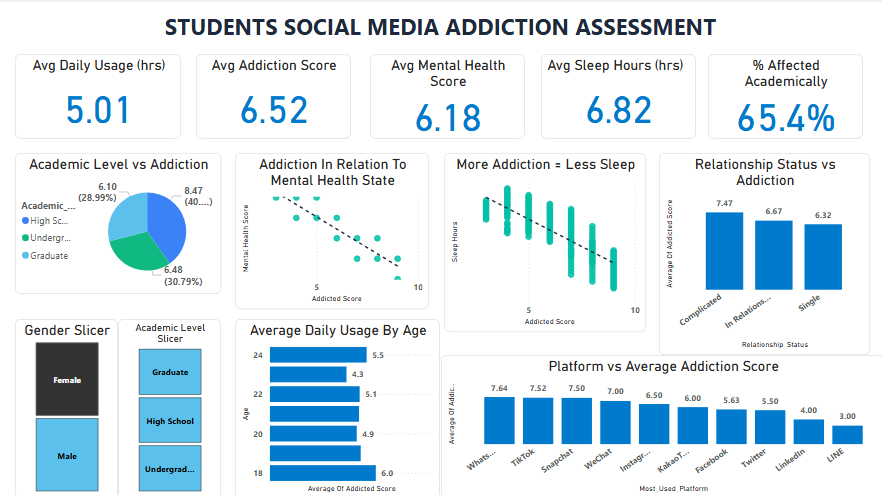 STUDENTS SOCIAL MEDIA ADDICTION ASSESSMENT
Avg Daily Usage (hrs)
5.01
Avg Addiction Score
6.52
Avg Mental Health
Score
6.18
Avg Sleep Hours (hrs)
6.82
% Affected
Academically
65.4%
Academic Level vs Addiction
6.10
(28.99%)
8.47
(40....)
6.48
(30.79%)
Academic_...
High Sc...
Undergr...
Graduate
Addiction In Relation To
Mental Health State
Mental Health Score
5
10
Addicted Score
More Addiction = Less Sleep
Sleep Hours
5
10
Addicted Score
Relationship Status vs
Addiction
Average Of Addicted Score
7.47
6.67
6.32
Complicated
In Relations...
Single
Relationship_Status
Gender Slicer
Female
Male
Academic Level
Slicer
Graduate
High School
Undergrad...
Average Daily Usage By Age
Age
24
22
20
18
5.5
4.3
5.1
4.9
6.0
Average Of Addicted Score
Platform vs Average Addiction Score
Average Of Addic...
7.64
7.52
7.50
7.00
6.50
6.00
5.63
5.50
4.00
3.00
Whats...
TikTok
Snapchat
WeChat
Instagr...
KakaoT...
Facebook
Twitter
LinkedIn
LINE
Most_Used_Platform